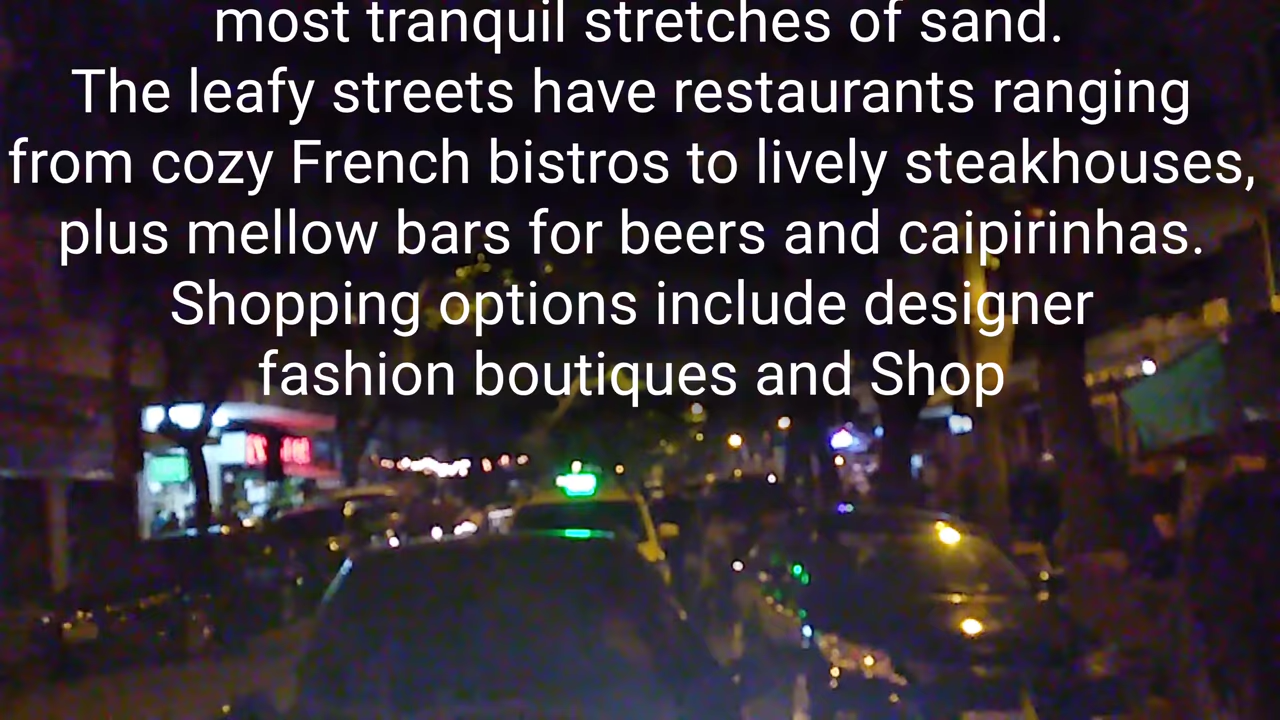 most tranquil stretches of sand.
The leafy streets have restaurants ranging
from cozy French bistros to lively steakhouses,
plus mellow bars for beers and caipirinhas.
Shopping options include designer
fashion boutiques and Shop